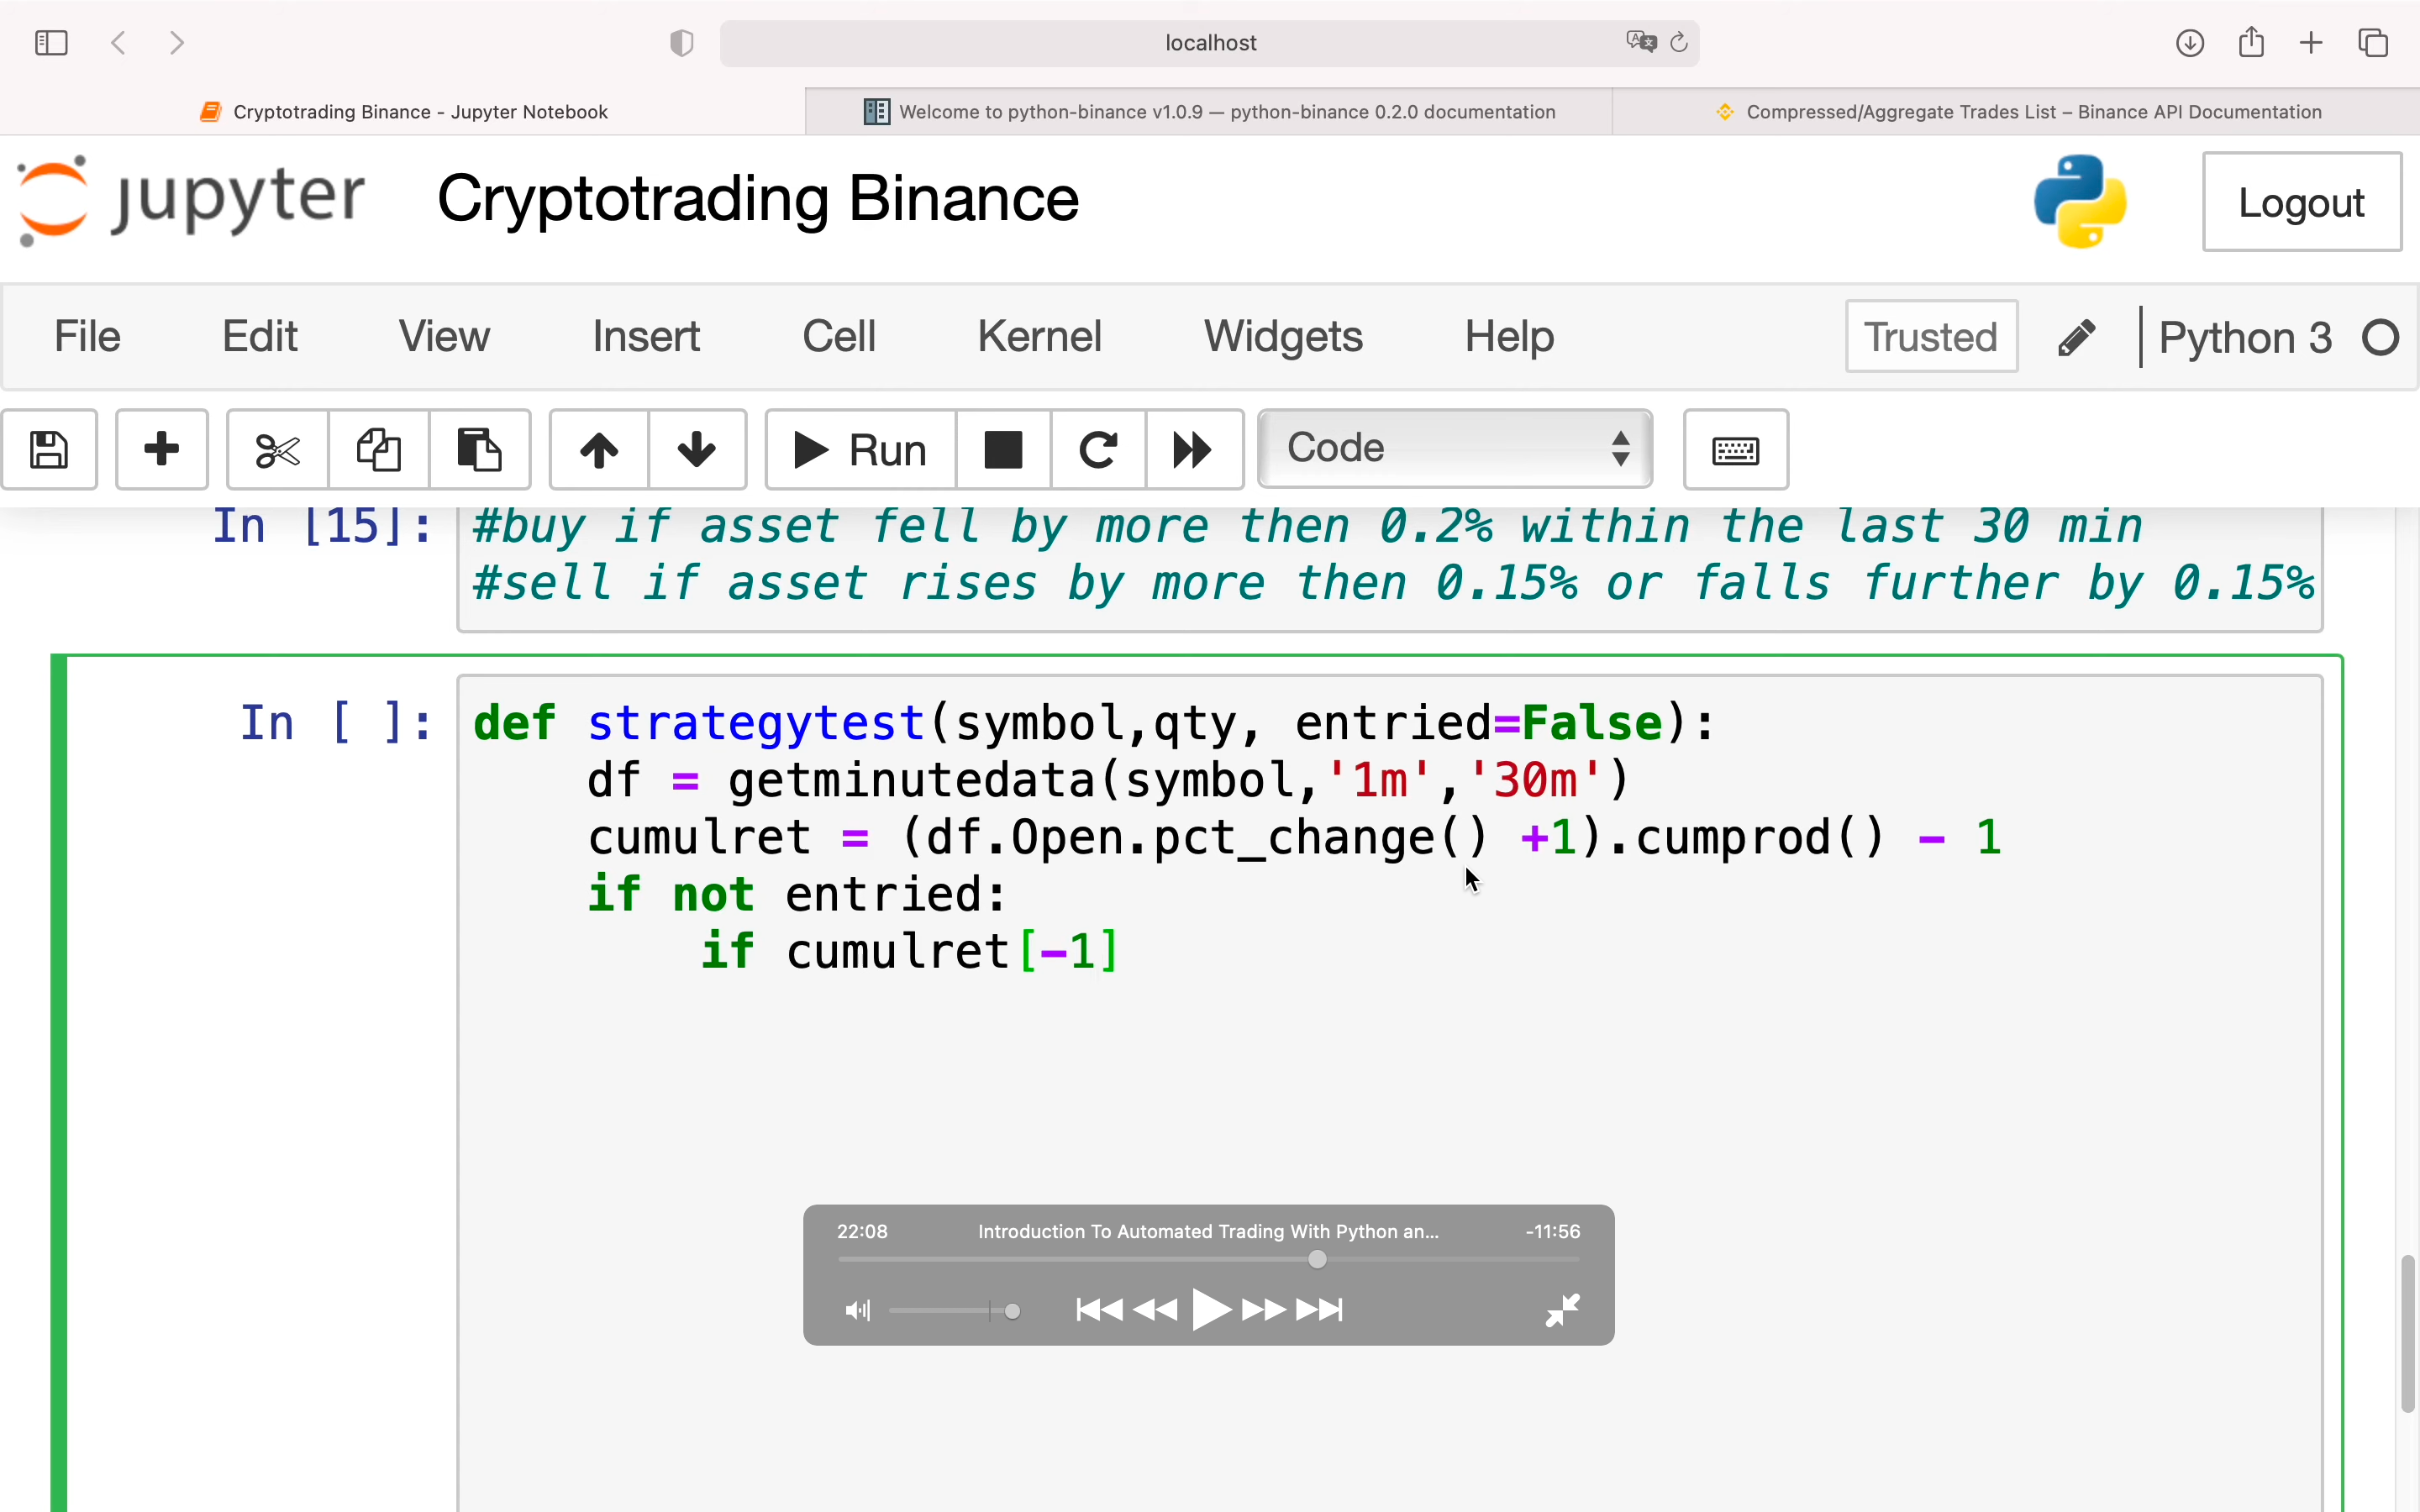 localhost
Cryptotrading Binance - Jupyter Notebook
Welcome to python-binance v1.0.9 — python-binance 0.2.0 documentation
Compressed/Aggregate Trades List – Binance API Documentation
jupyter Cryptotrading Binance
Logout
File Edit View Insert Cell Kernel Widgets Help Trusted Python 3
Run Code
In [15]: #buy if asset fell by more then 0.2% within the last 30 min
#sell if asset rises by more then 0.15% or falls further by 0.15%
In [ ]: def strategytest(symbol,qty, entried=False):
df = getminutedata(symbol,'1m','30m')
cumulret = (df.Open.pct_change() +1).cumprod() - 1
if not entried:
if cumulret[-1]
22:08 Introduction To Automated Trading With Python an... -11:56